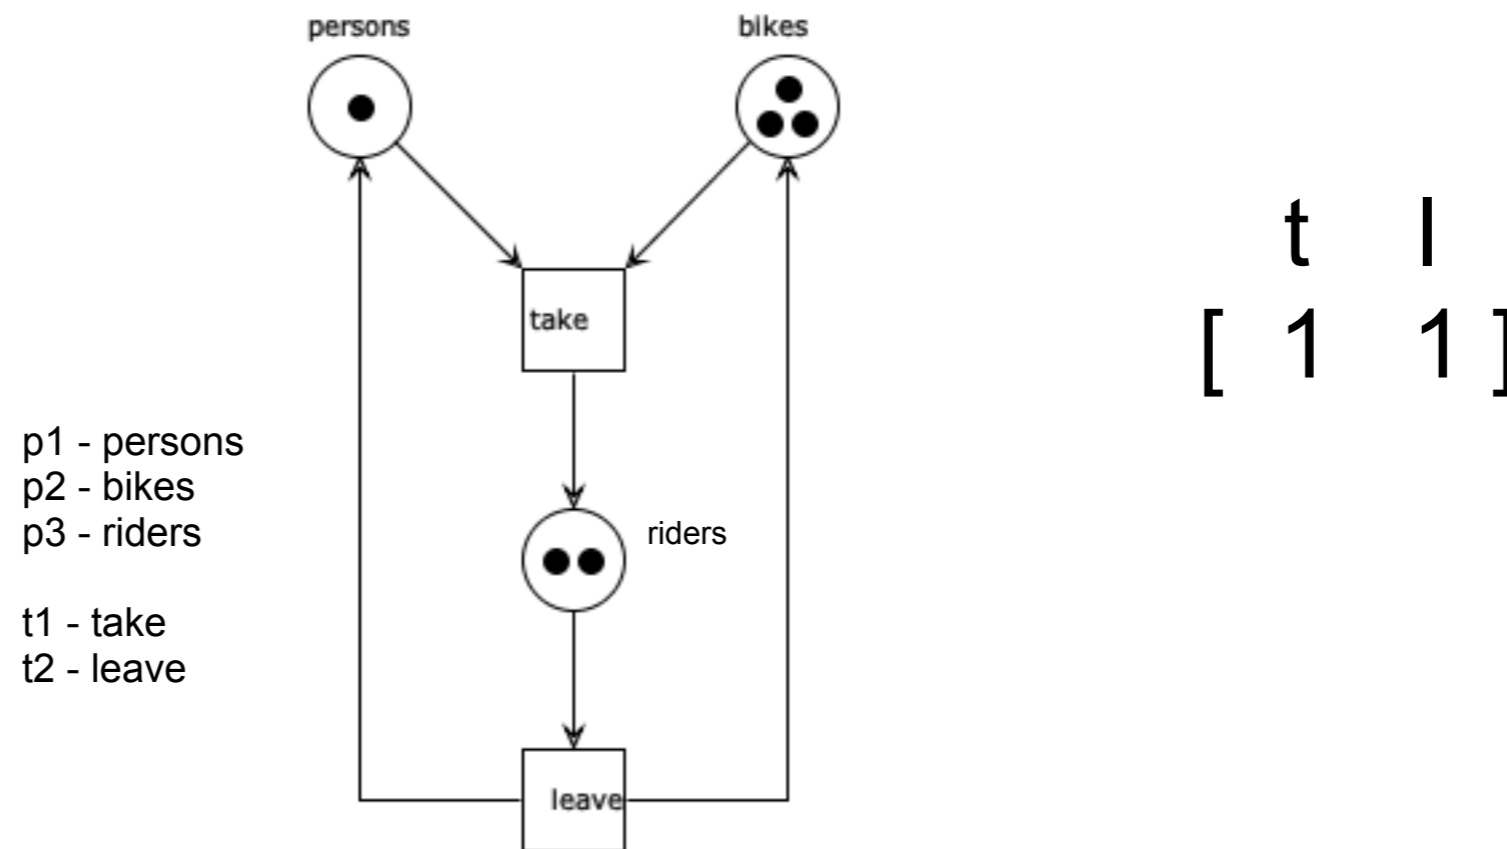 persons
bikes
take
riders
leave
p1 - persons
p2 - bikes
p3 - riders
t1 - take
t2 - leave
t l
[ 1 1 ]